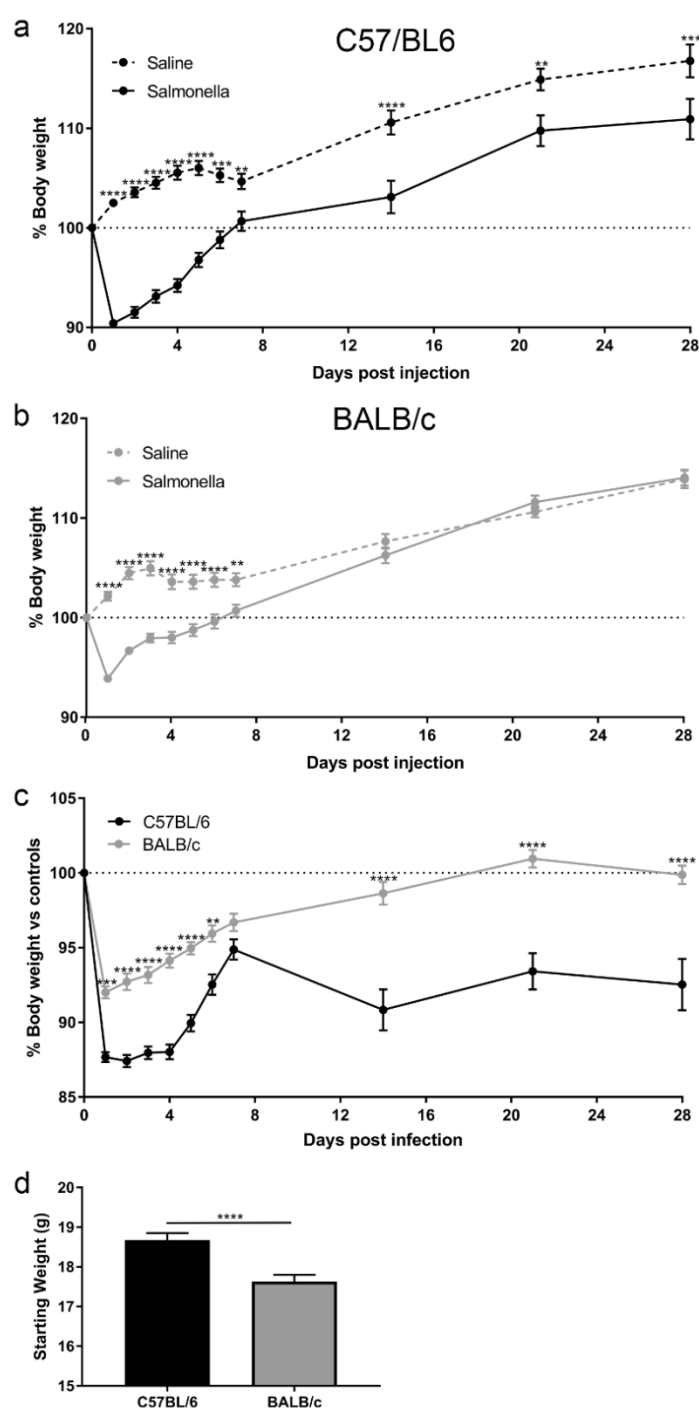 a
C57/BL6
Saline
Salmonella
% Body weight
120
110
100
90
**** **** **** **** **** *** ** **** ** ***
0 4 8 12 16 20 24 28
Days post injection
b
BALB/c
Saline
Salmonella
% Body weight
120
110
100
90
**** **** **** **** **** **** **
0 4 8 12 16 20 24 28
Days post injection
c
C57BL/6
BALB/c
% Body weight vs controls
105
100
95
90
85
*** **** **** **** **** ** **** **** ****
0 4 8 12 16 20 24 28
Days post infection
d
Starting Weight (g)
20
19
18
17
16
15
****
C57BL/6 BALB/c